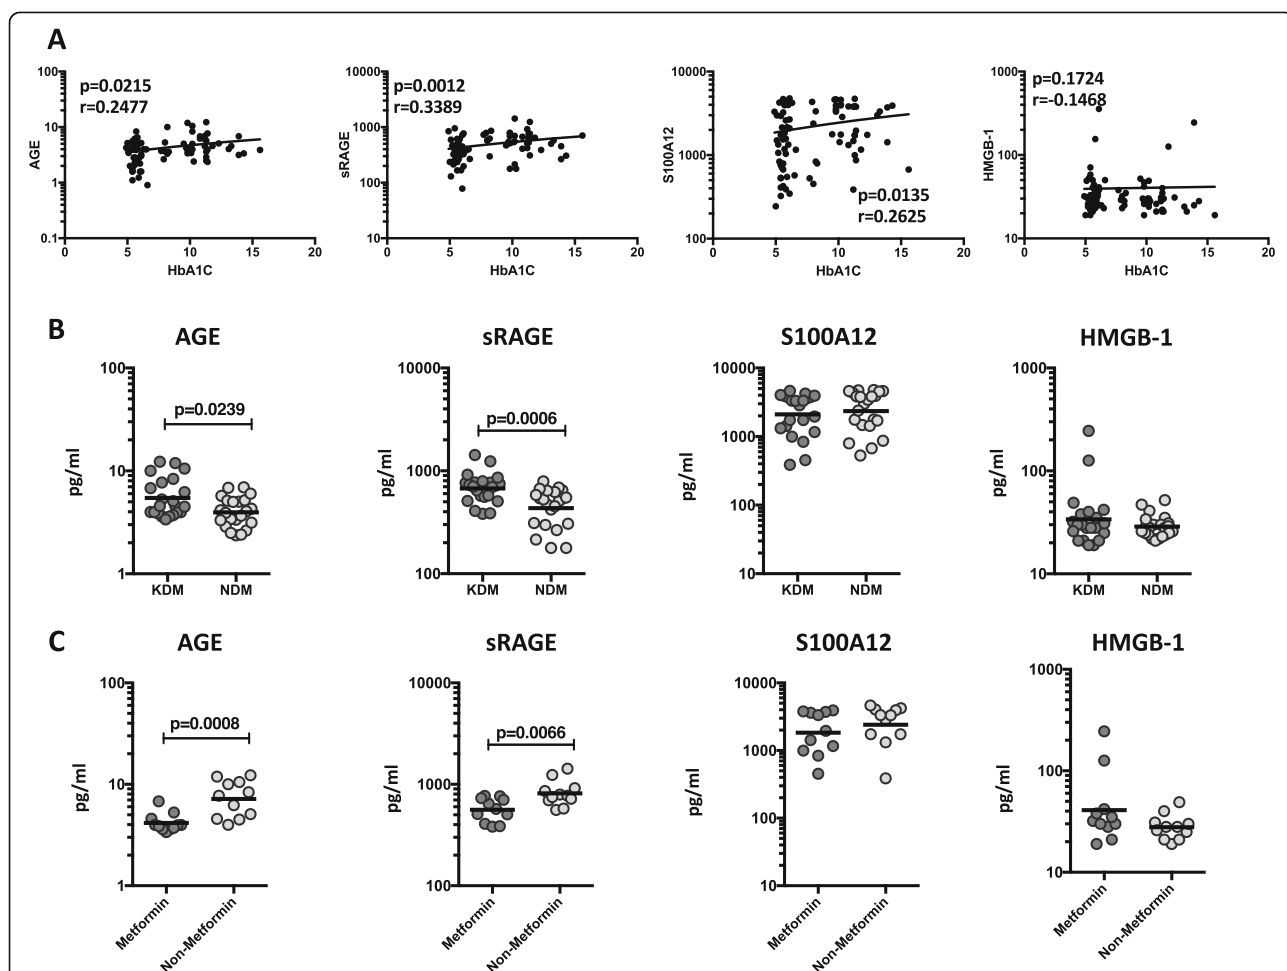 A
100
10
1
0.1
AGE
p=0.0215
r=0.2477
0 5 10 15 20
HbA1C
10000
1000
100
10
sRAGE
p=0.0012
r=0.3389
0 5 10 15 20
HbA1C
10000
1000
100
S100A12
p=0.0135
r=0.2625
0 5 10 15 20
HbA1C
1000
100
10
HMGB-1
p=0.1724
r=-0.1468
0 5 10 15 20
HbA1C
B
AGE
100
10
1
pg/ml
p=0.0239
KDM NDM
sRAGE
10000
1000
100
pg/ml
p=0.0006
KDM NDM
S100A12
10000
1000
100
10
pg/ml
KDM NDM
HMGB-1
1000
100
10
pg/ml
KDM NDM
C
AGE
100
10
1
pg/ml
p=0.0008
Metformin
Non-Metformin
sRAGE
10000
1000
100
pg/ml
p=0.0066
Metformin
Non-Metformin
S100A12
10000
1000
100
10
pg/ml
Metformin
Non-Metformin
HMGB-1
1000
100
10
pg/ml
Metformin
Non-Metformin